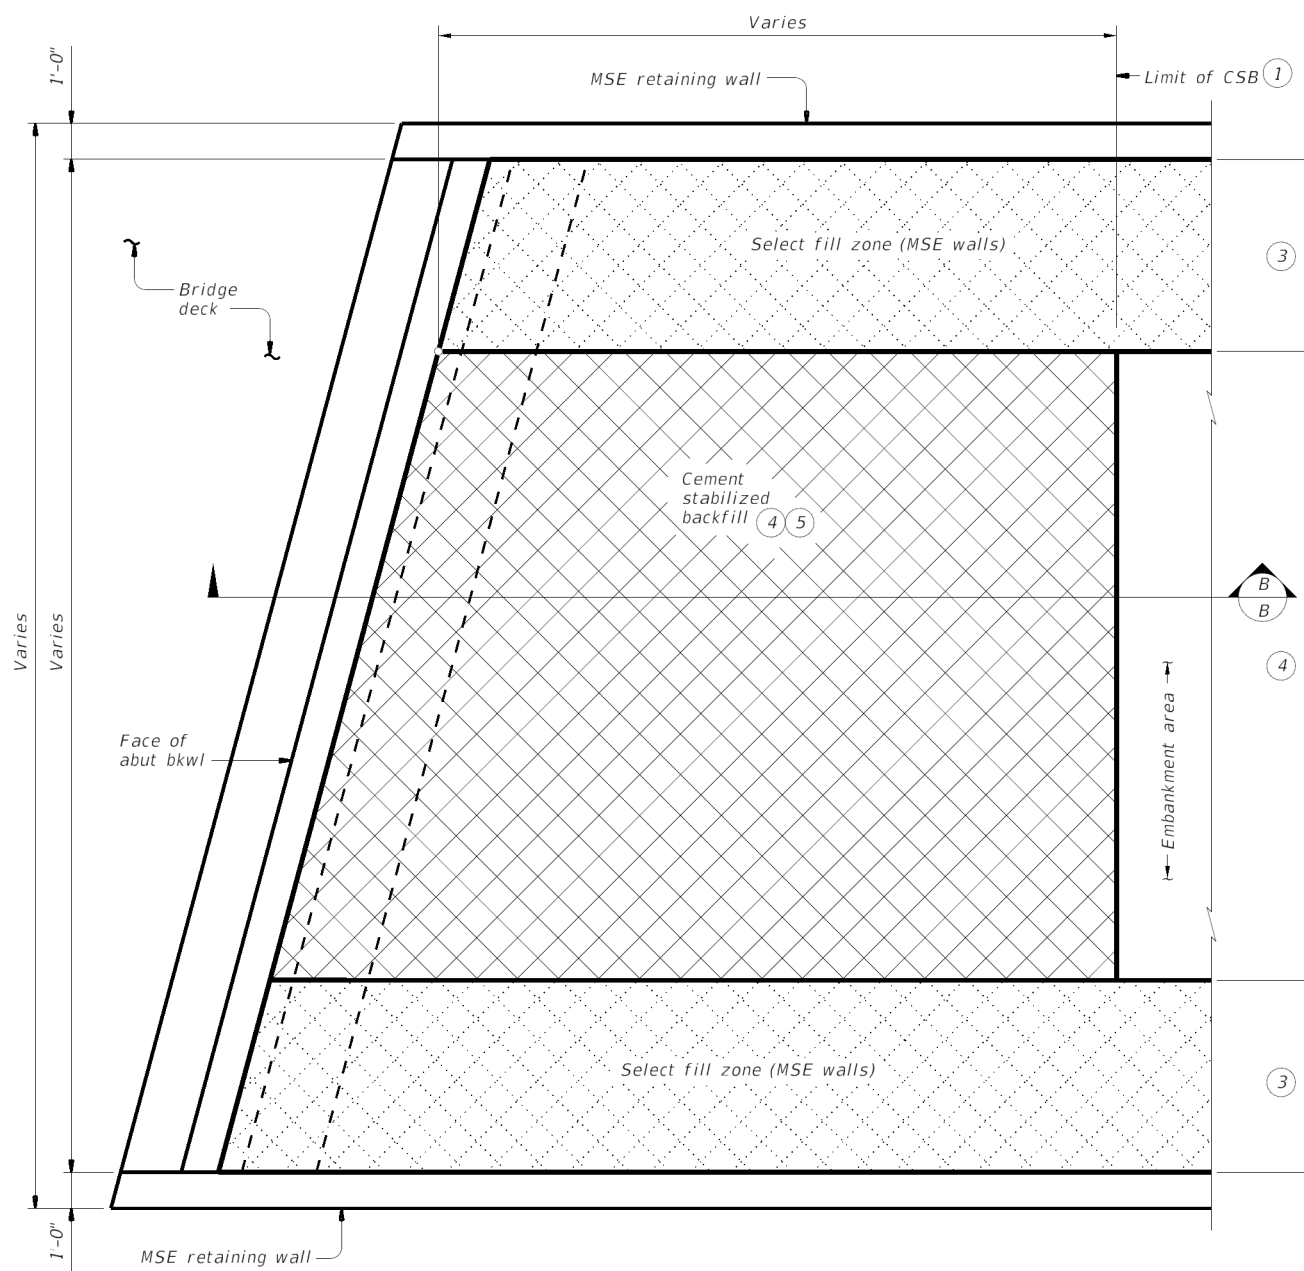 Varies
1'-0"
MSE retaining wall
Limit of CSB 1
Select fill zone (MSE walls)
3
Bridge
deck
Cement
stabilized
backfill 4 5
B
B
Varies
Varies
4
Embankment area
Face of
abut bkwl
Select fill zone (MSE walls)
3
1'-0"
MSE retaining wall